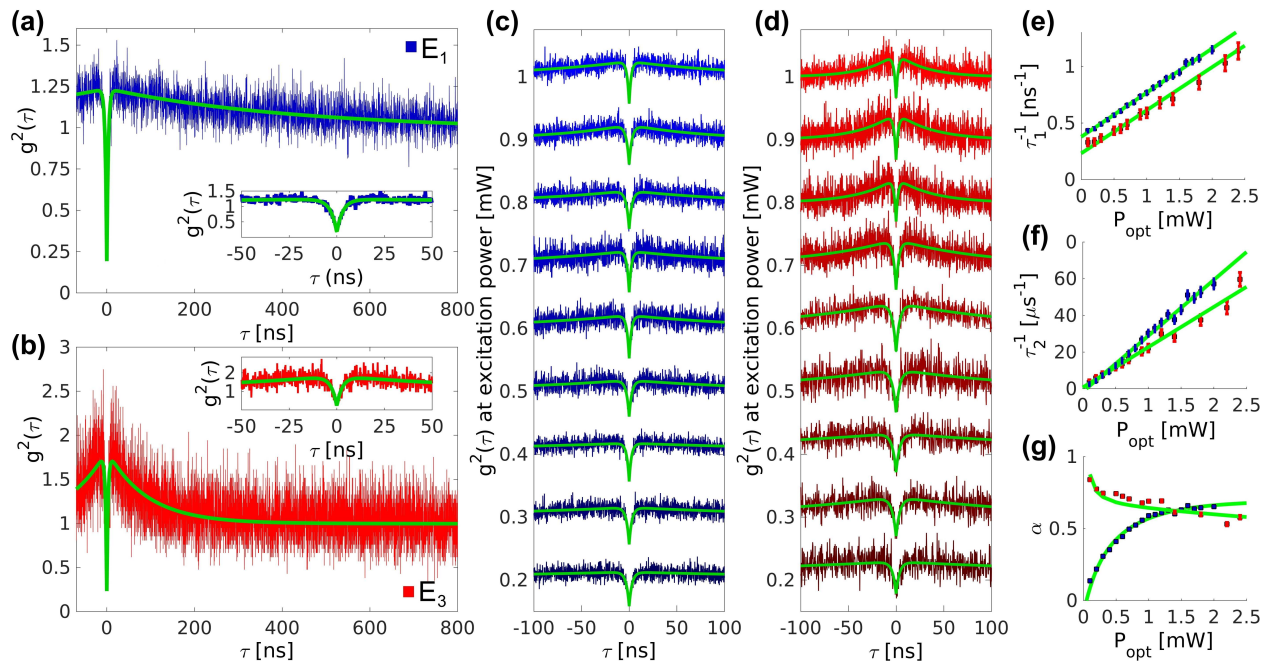 (a)
1.5
1.25
1
0.75
0.5
0.25
0
g²(τ)
E₁
1.5
1
0.5
g²(τ)
-50 -25 0 25 50
τ (ns)
0 200 400 600 800
τ [ns]
(b)
3
2.5
2
1.5
1
0.5
0
g²(τ)
2
1
g²(τ)
-50 -25 0 25 50
τ [ns]
E₃
0 200 400 600 800
τ [ns]
(c)
g²(τ) at excitation power [mW]
1
0.9
0.8
0.7
0.6
0.5
0.4
0.3
0.2
-100 -50 0 50 100
τ [ns]
(d)
g²(τ) at excitation power [mW]
1
0.9
0.8
0.7
0.6
0.5
0.4
0.3
0.2
-100 -50 0 50 100
τ [ns]
(e)
τ₁⁻¹ [ns⁻¹]
1
0.5
0
0 0.5 1 1.5 2 2.5
Pₒₚₜ [mW]
(f)
τ₂⁻¹ [μs⁻¹]
0
60
40
20
0
0 0.5 1 1.5 2 2.5
Pₒₚₜ [mW]
(g)
α
1
0.5
0
0 0.5 1 1.5 2 2.5
Pₒₚₜ [mW]